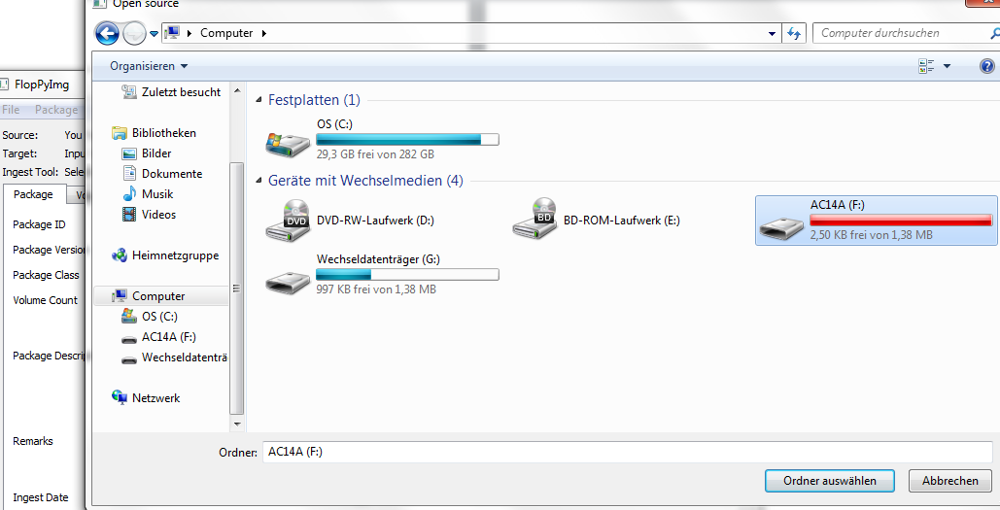 Open source
Computer
Computer durchsuchen
Organisieren
FlopPyImg
File Package
Source: You
Target: Inpu
Ingest Tool: Sele
Package Vo
Package ID
Package Version
Package Class
Volume Count
Package Descrip
Remarks
Ingest Date
Zuletzt besucht
Bibliotheken
Bilder
Dokumente
Musik
Videos
Heimnetzgruppe
Computer
OS (C:)
AC14A (F:)
Wechseldatenträ
Netzwerk
Festplatten (1)
OS (C:)
29,3 GB frei von 282 GB
Geräte mit Wechselmedien (4)
DVD
DVD-RW-Laufwerk (D:)
BD
BD-ROM-Laufwerk (E:)
AC14A (F:)
2,50 KB frei von 1,38 MB
Wechseldatenträger (G:)
997 KB frei von 1,38 MB
Ordner: AC14A (F:)
Ordner auswählen
Abbrechen